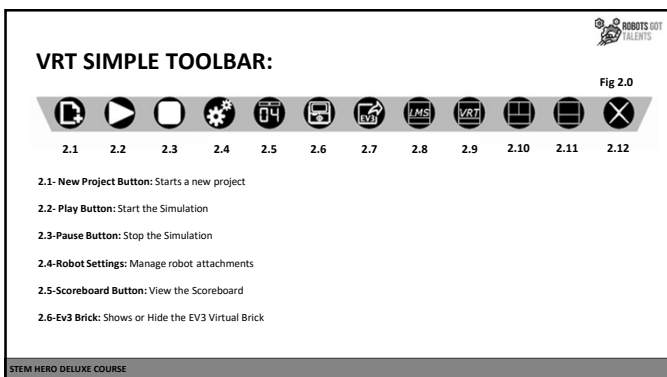 ROBOTS GOT
TALENTS
VRT SIMPLE TOOLBAR:
Fig 2.0
04 EV3 LMS VRT
2.1 2.2 2.3 2.4 2.5 2.6 2.7 2.8 2.9 2.10 2.11 2.12
2.1- New Project Button: Starts a new project
2.2- Play Button: Start the Simulation
2.3-Pause Button: Stop the Simulation
2.4-Robot Settings: Manage robot attachments
2.5-Scoreboard Button: View the Scoreboard
2.6-Ev3 Brick: Shows or Hide the EV3 Virtual Brick
STEM HERO DELUXE COURSE